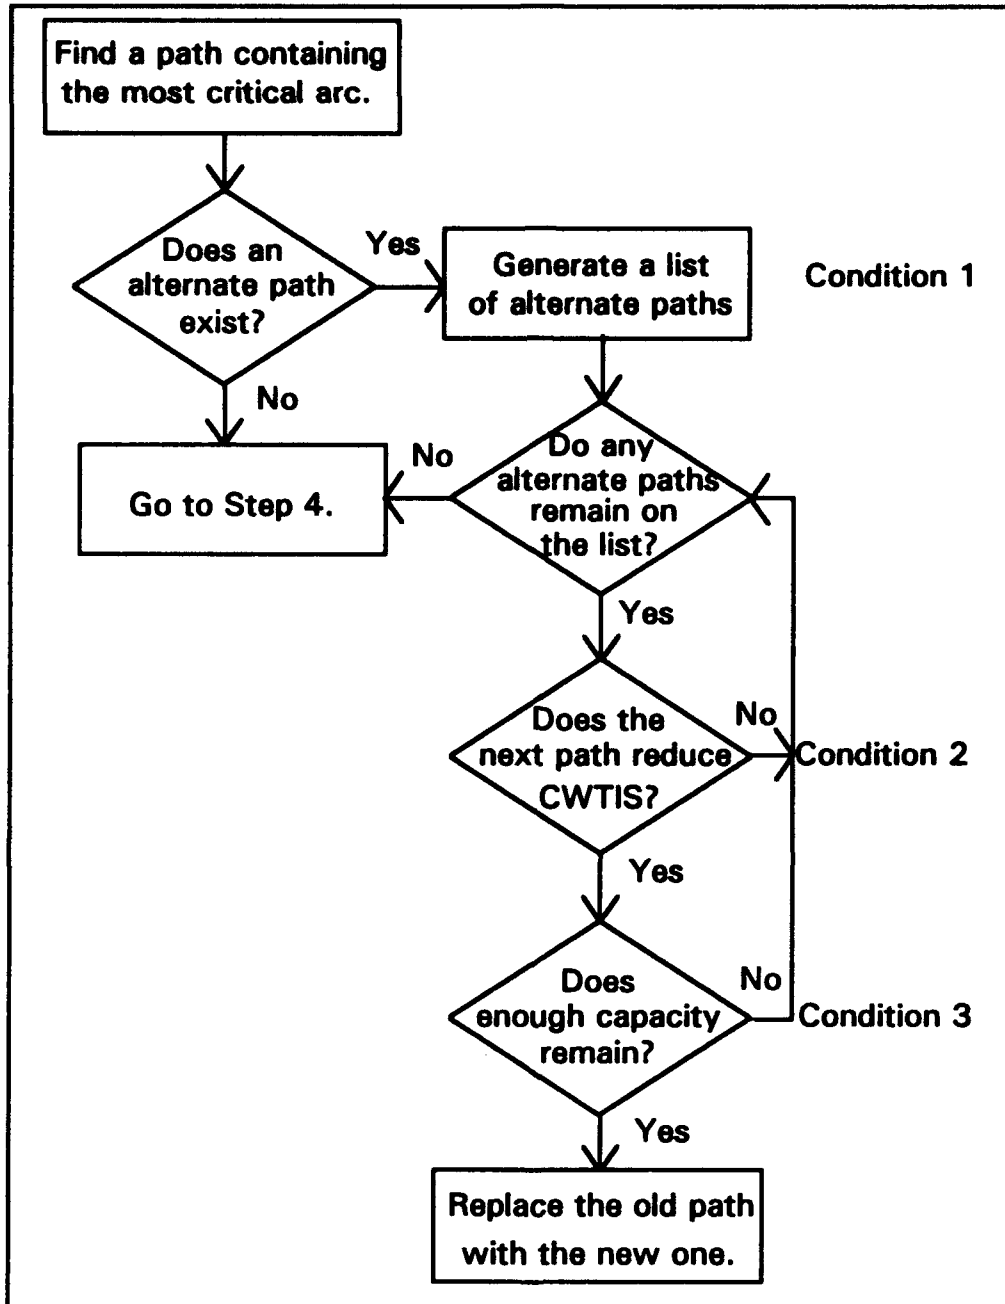 Find a path containing
the most critical arc.
Does an
alternate path
exist?
Yes
Generate a list
of alternate paths
Condition 1
No
Go to Step 4.
No
Do any
alternate paths
remain on
the list?
Yes
Does the
next path reduce
CWTIS?
No
Condition 2
Yes
Does
enough capacity
remain?
No
Condition 3
Yes
Replace the old path
with the new one.